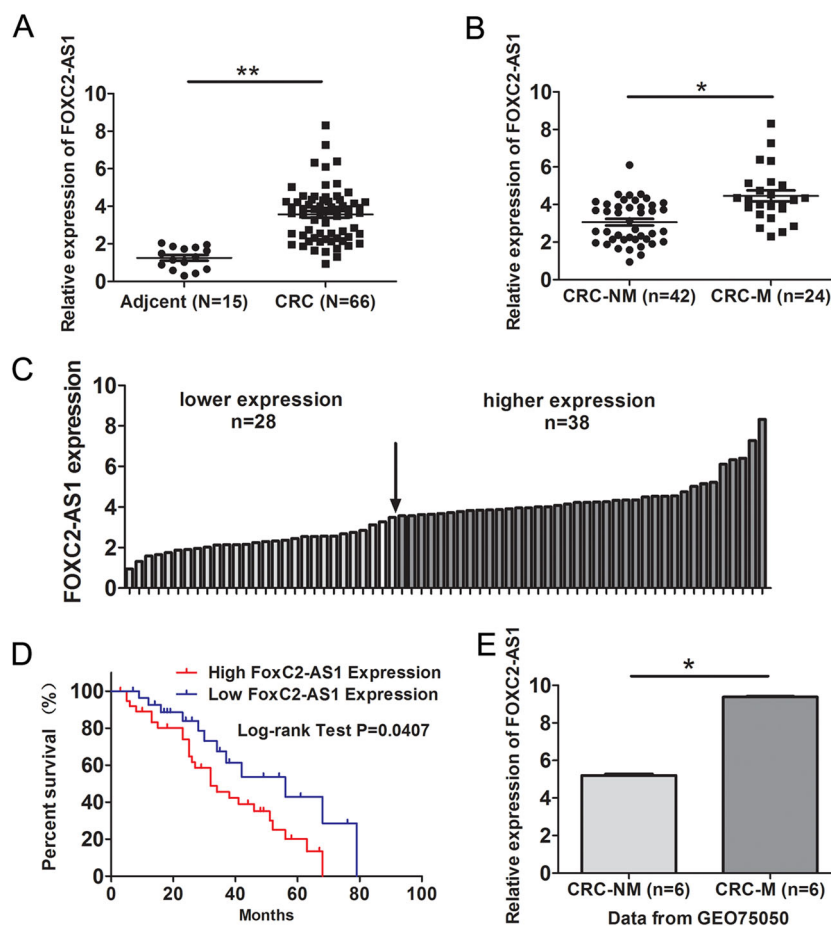 A
Relative expression of FOXC2-AS1
10
8
6
4
2
0
**
Adjcent (N=15)
CRC (N=66)
B
Relative expression of FOXC2-AS1
10
8
6
4
2
0
*
CRC-NM (n=42)
CRC-M (n=24)
C
FOXC2-AS1 expression
10
8
6
4
2
0
lower expression
n=28
higher expression
n=38
D
Percent survival (%)
100
80
60
40
20
0
High FoxC2-AS1 Expression
Low FoxC2-AS1 Expression
Log-rank Test P=0.0407
0
20
40
60
80
100
Months
E
Relative expression of FOXC2-AS1
10
8
6
4
2
0
*
CRC-NM (n=6)
CRC-M (n=6)
Data from GEO75050